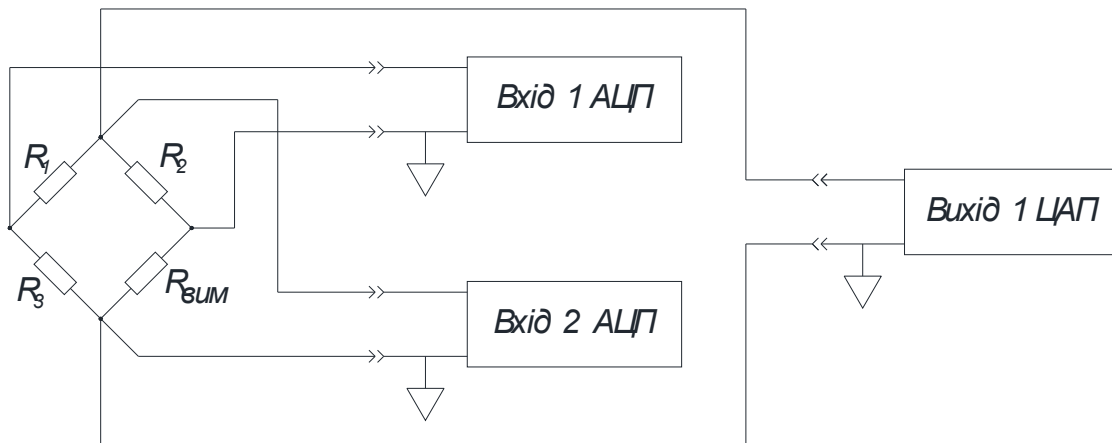 Вхід 1 АЦП
R1
R2
Вихід 1 ЦАП
R3
Rвим
Вхід 2 АЦП